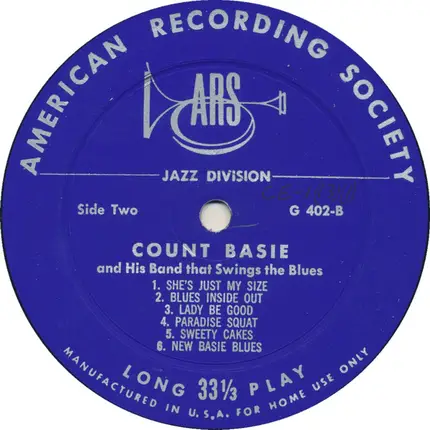 AMERICAN RECORDING SOCIETY
ARS
JAZZ DIVISION
Side Two
G 402-B
COUNT BASIE
and His Band that Swings the Blues
1. SHE'S JUST MY SIZE
2. BLUES INSIDE OUT
3. LADY BE GOOD
4. PARADISE SQUAT
5. SWEETY CAKES
6. NEW BASIE BLUES
LONG 33⅓ PLAY
MANUFACTURED IN U.S.A. FOR HOME USE ONLY